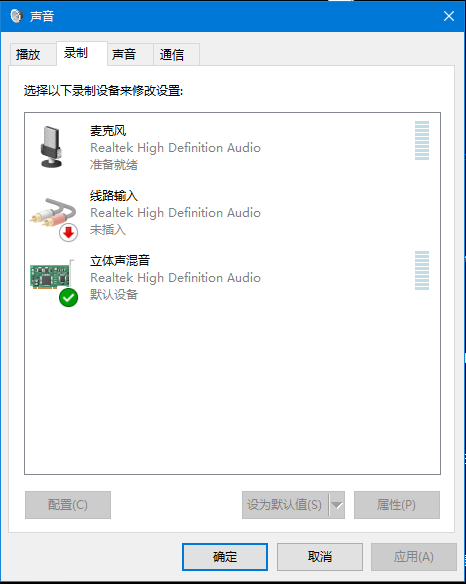 声音
播放
录制
声音
通信
选择以下录制设备来修改设置:
麦克风
Realtek High Definition Audio
准备就绪
线路输入
Realtek High Definition Audio
未插入
立体声混音
Realtek High Definition Audio
默认设备
配置(C)
设为默认值(S)
属性(P)
确定
取消
应用(A)